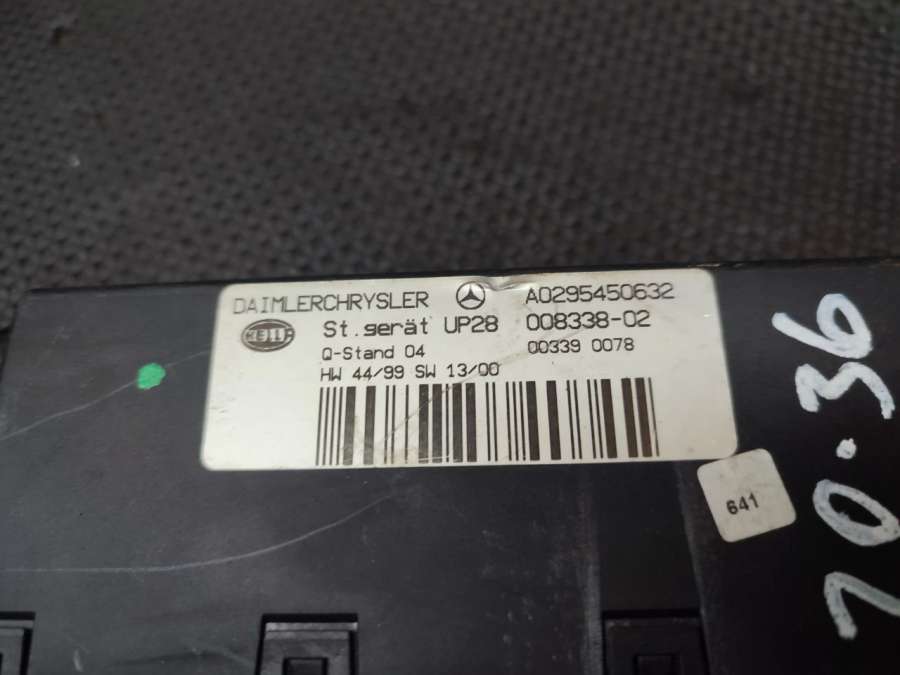 DAIMLERCHRYSLER A0295450632
HELLA St.gerät UP28 008338-02
Q-Stand 04 00339 0078
HW 44/99 SW 13/00
641
10.36